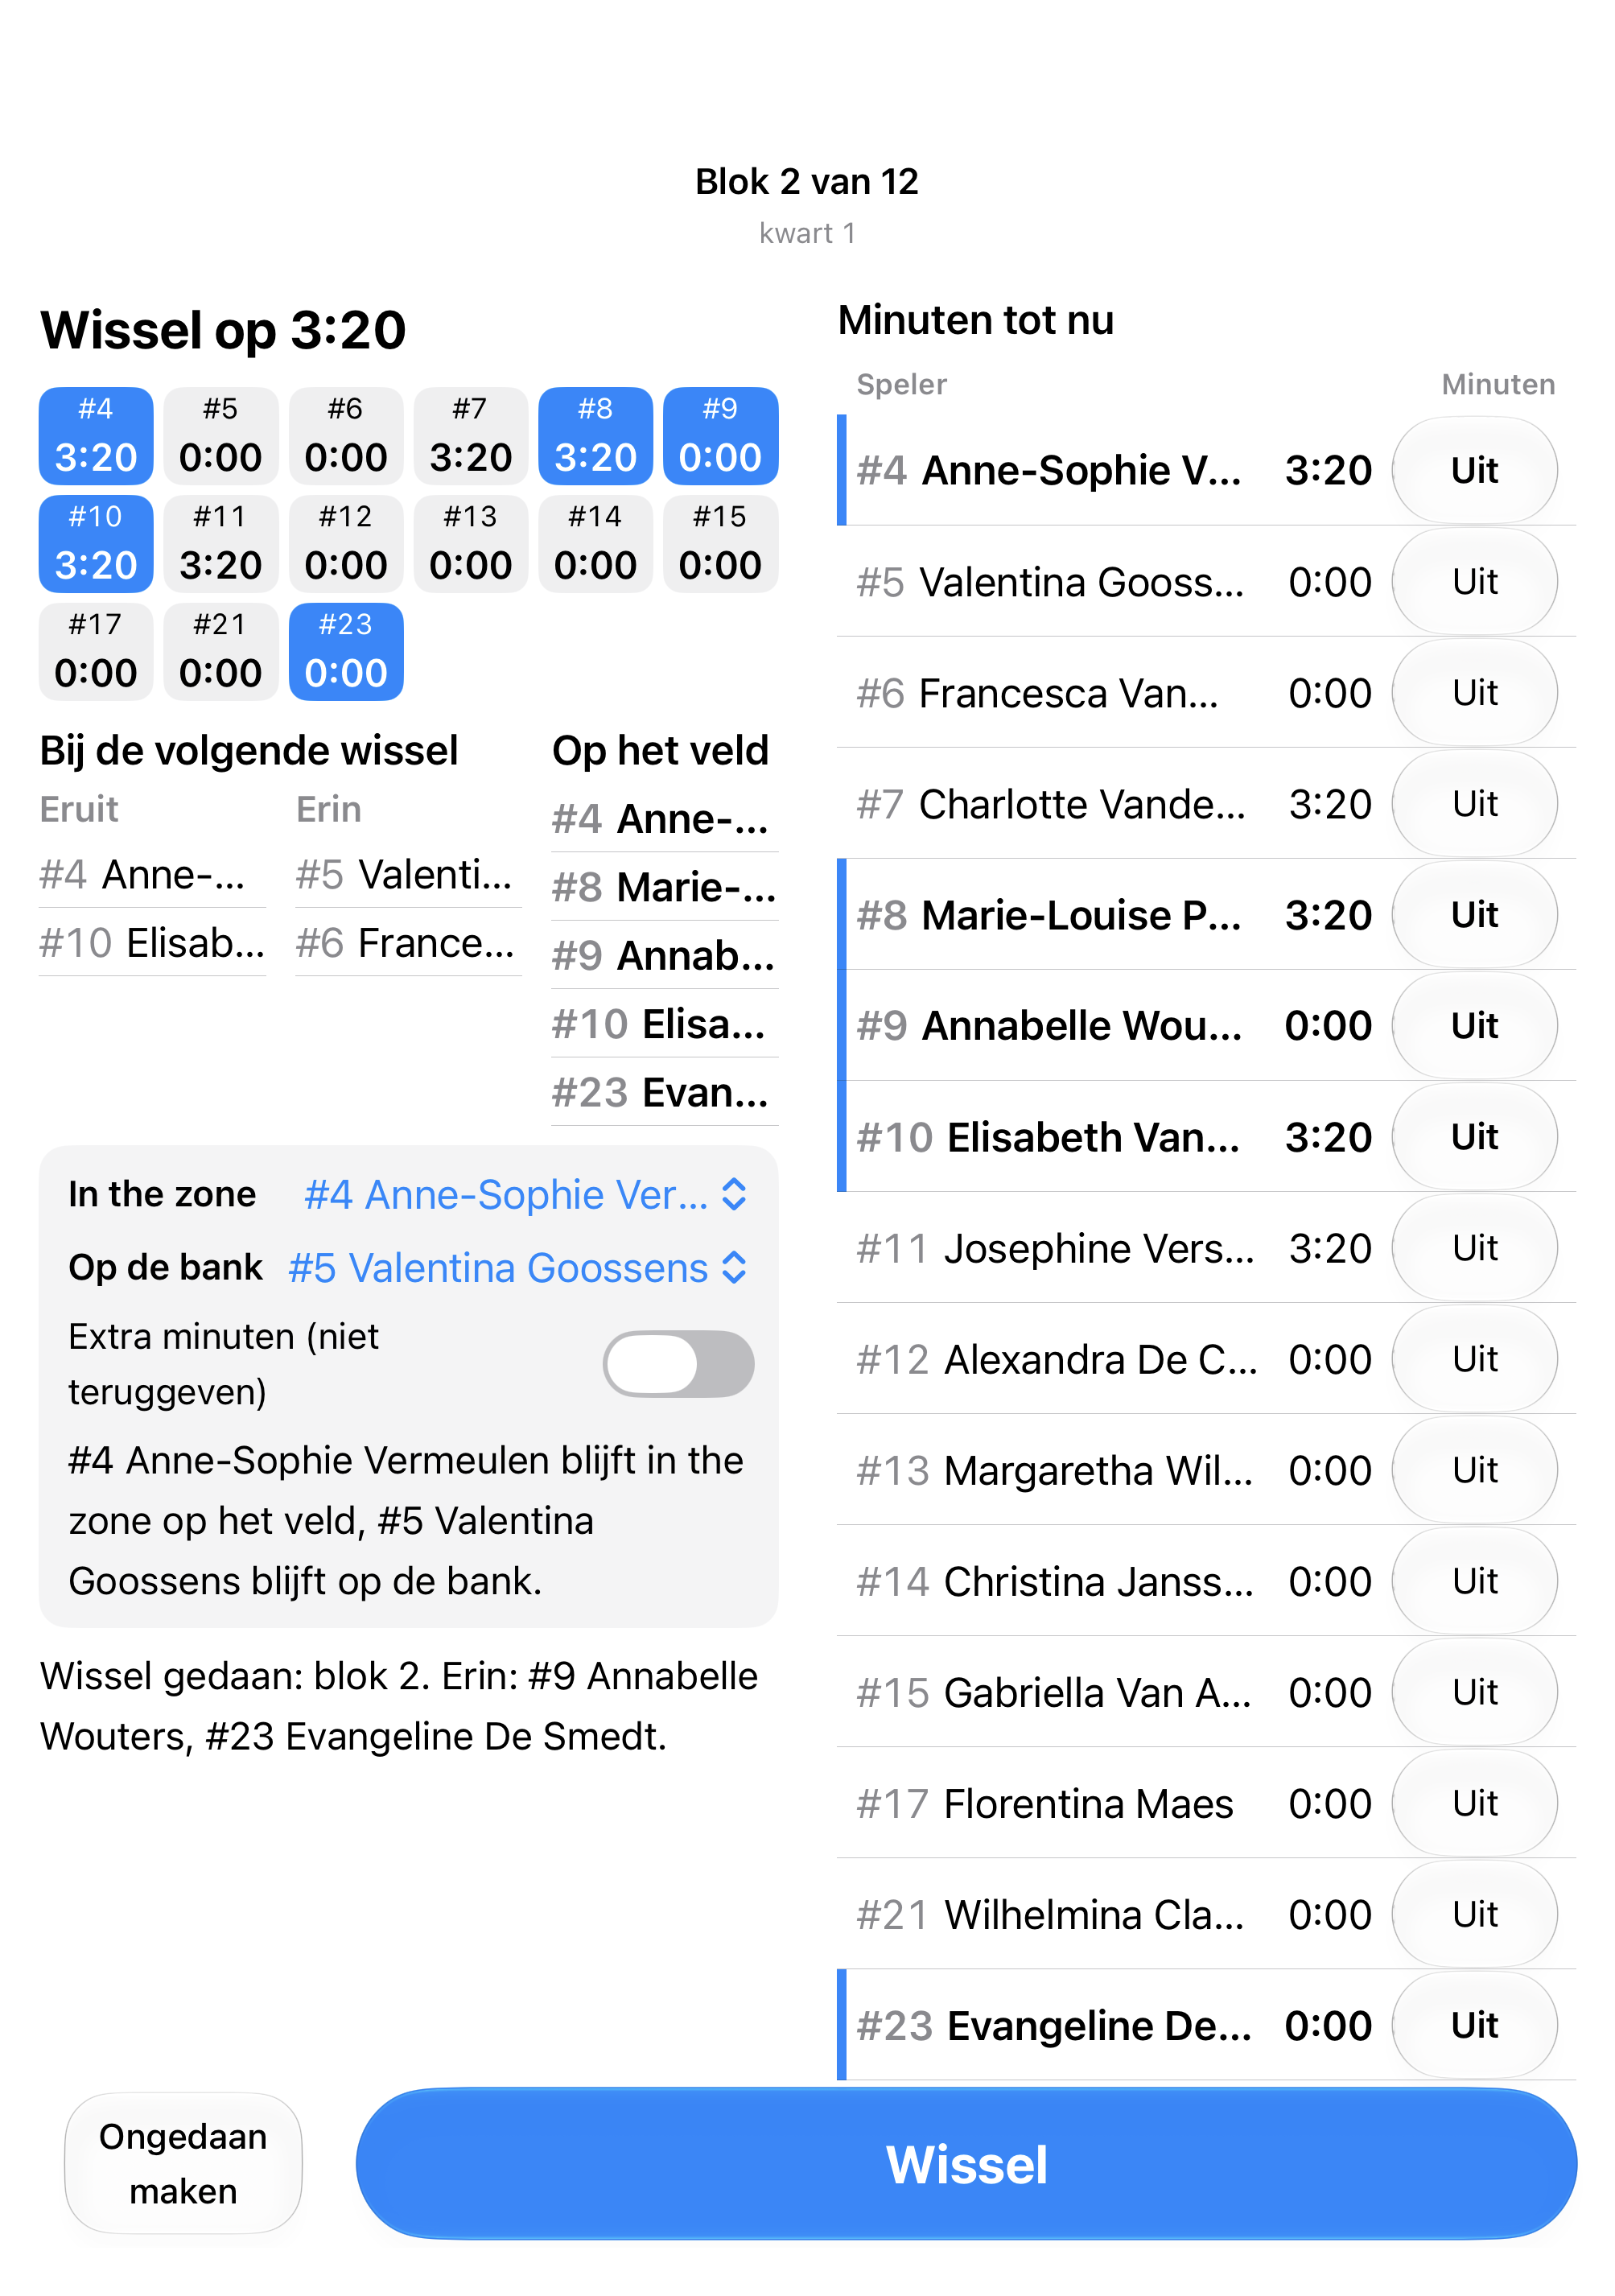 Blok 2 van 12
kwart 1
Wissel op 3:20
#4 #5 #6 #7 #8 #9
3:20 0:00 0:00 3:20 3:20 0:00
#10 #11 #12 #13 #14 #15
3:20 3:20 0:00 0:00 0:00 0:00
#17 #21 #23
0:00 0:00 0:00
Bij de volgende wissel
Eruit Erin
#4 Anne-... #5 Valenti...
#10 Elisab... #6 France...
Op het veld
#4 Anne-...
#8 Marie-...
#9 Annab...
#10 Elisa...
#23 Evan...
In the zone #4 Anne-Sophie Ver...
Op de bank #5 Valentina Goossens
Extra minuten (niet
teruggeven)
#4 Anne-Sophie Vermeulen blijft in the
zone op het veld, #5 Valentina
Goossens blijft op de bank.
Wissel gedaan: blok 2. Erin: #9 Annabelle
Wouters, #23 Evangeline De Smedt.
Minuten tot nu
Speler Minuten
#4 Anne-Sophie V... 3:20 Uit
#5 Valentina Gooss... 0:00 Uit
#6 Francesca Van... 0:00 Uit
#7 Charlotte Vande... 3:20 Uit
#8 Marie-Louise P... 3:20 Uit
#9 Annabelle Wou... 0:00 Uit
#10 Elisabeth Van... 3:20 Uit
#11 Josephine Vers... 3:20 Uit
#12 Alexandra De C... 0:00 Uit
#13 Margaretha Wil... 0:00 Uit
#14 Christina Janss... 0:00 Uit
#15 Gabriella Van A... 0:00 Uit
#17 Florentina Maes 0:00 Uit
#21 Wilhelmina Cla... 0:00 Uit
#23 Evangeline De... 0:00 Uit
Ongedaan
maken
Wissel